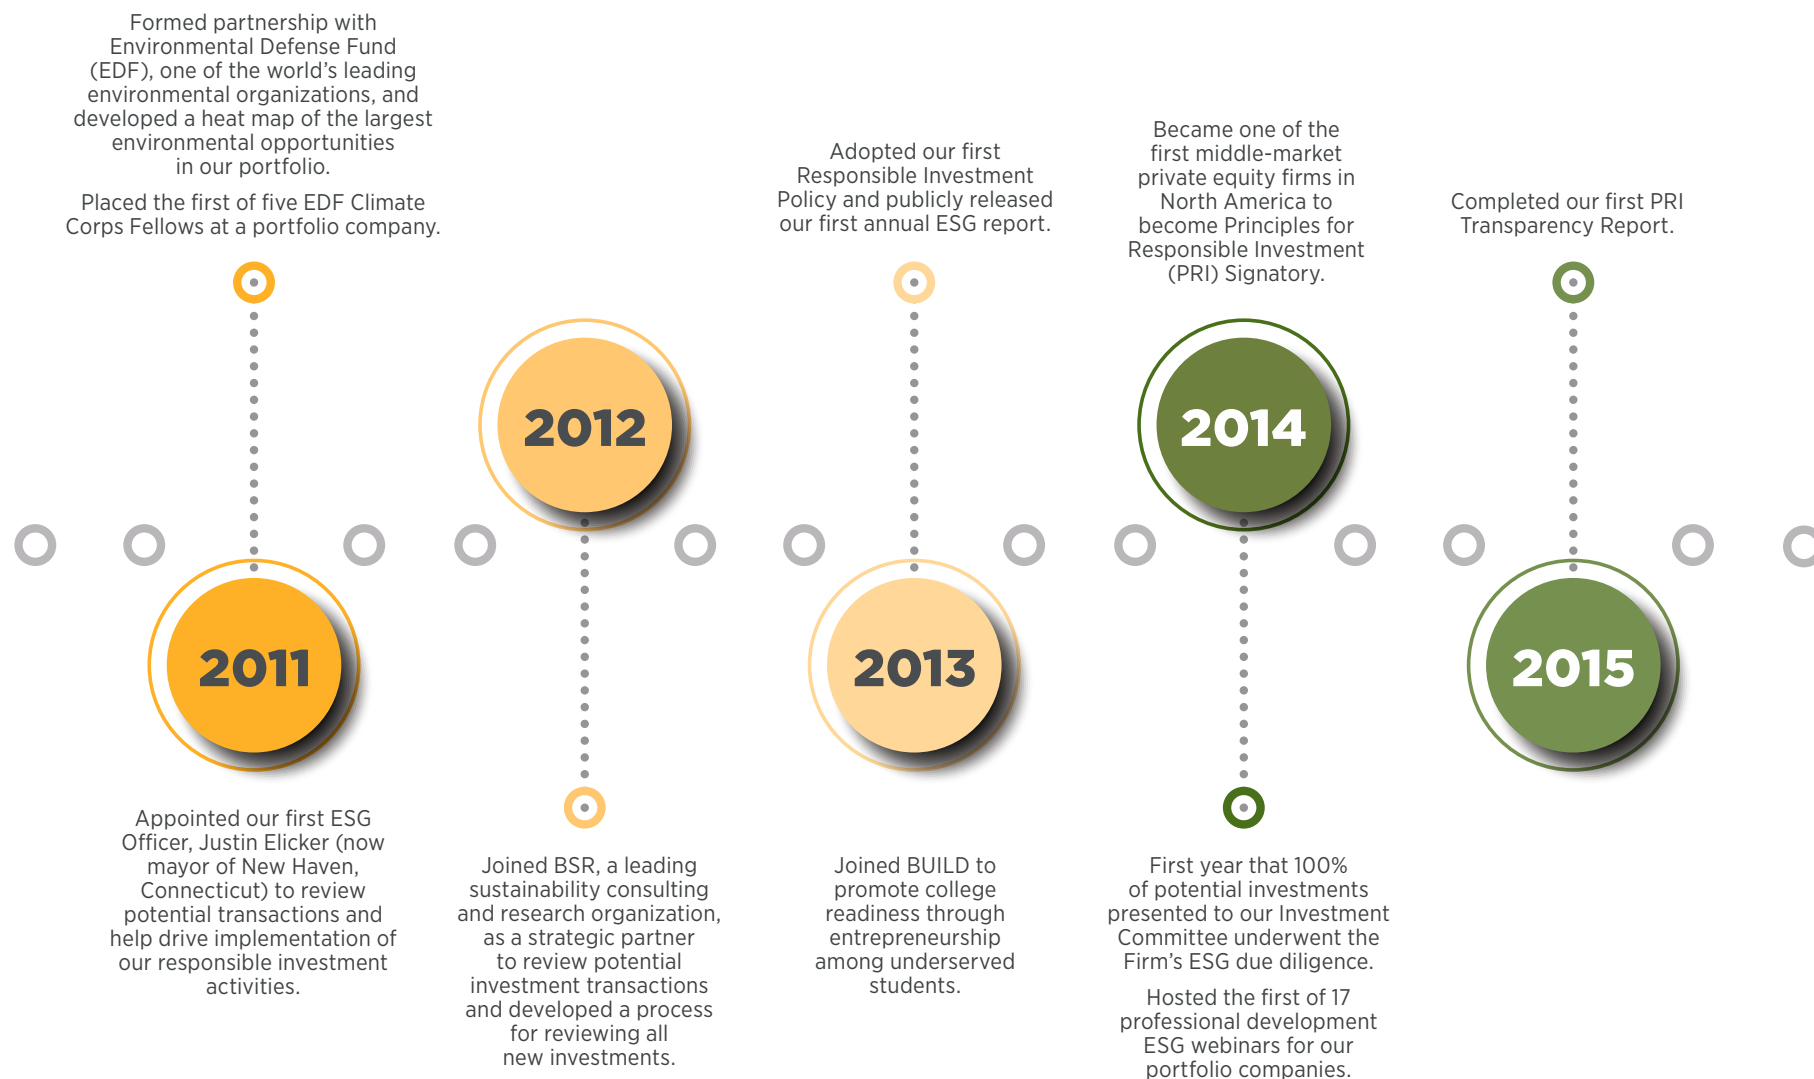 Formed partnership with
Environmental Defense Fund
(EDF), one of the world’s leading
environmental organizations, and
developed a heat map of the largest
environmental opportunities
in our portfolio.
Placed the first of five EDF Climate
Corps Fellows at a portfolio company.
2011
Appointed our first ESG
Officer, Justin Elicker (now
mayor of New Haven,
Connecticut) to review
potential transactions and
help drive implementation of
our responsible investment
activities.
2012
Joined BSR, a leading
sustainability consulting
and research organization,
as a strategic partner
to review potential
investment transactions
and developed a process
for reviewing all
new investments.
Adopted our first
Responsible Investment
Policy and publicly released
our first annual ESG report.
2013
Joined BUILD to
promote college
readiness through
entrepreneurship
among underserved
students.
Became one of the
first middle-market
private equity firms in
North America to
become Principles for
Responsible Investment
(PRI) Signatory.
2014
First year that 100%
of potential investments
presented to our Investment
Committee underwent the
Firm’s ESG due diligence.
Hosted the first of 17
professional development
ESG webinars for our
portfolio companies.
Completed our first PRI
Transparency Report.
2015